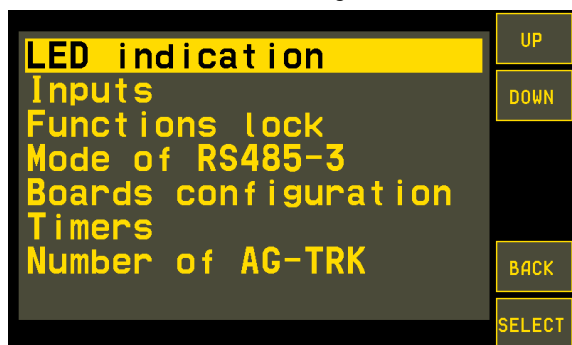 LED indication
Inputs
Functions lock
Mode of RS485-3
Boards configuration
Timers
Number of AG-TRK
UP
DOWN
BACK
SELECT